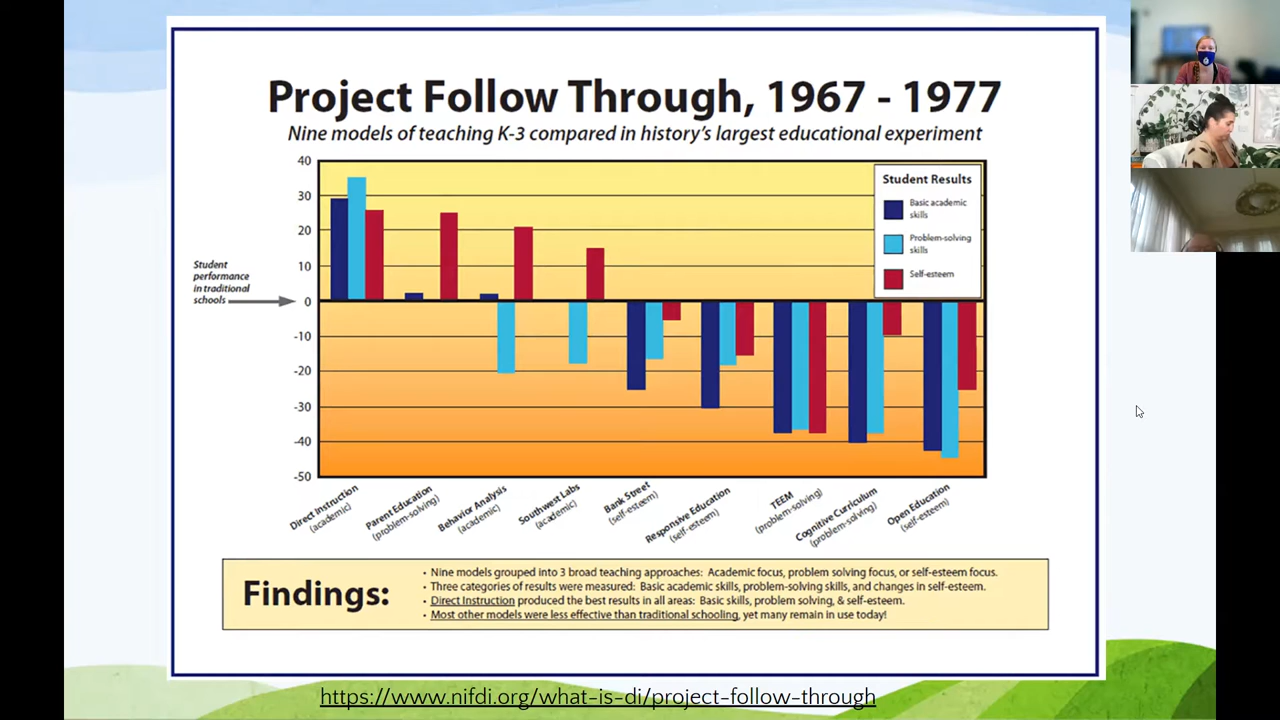 Project Follow Through, 1967 - 1977
Nine models of teaching K-3 compared in history's largest educational experiment
40
30
20
10
0
-10
-20
-30
-40
-50
Student
performance
in traditional
schools
Student Results
Basic academic
skills
Problem-solving
skills
Self-esteem
Direct Instruction
(academic)
Parent Education
(problem-solving)
Behavior Analysis
(academic)
Southwest Labs
(academic)
Bank Street
(self-esteem)
Responsive Education
(self-esteem)
TEEM
(problem-solving)
Cognitive Curriculum
(problem-solving)
Open Education
(self-esteem)
Findings:
• Nine models grouped into 3 broad teaching approaches: Academic focus, problem solving focus, or self-esteem focus.
• Three categories of results were measured: Basic academic skills, problem-solving skills, and changes in self-esteem.
• Direct Instruction produced the best results in all areas: Basic skills, problem solving, & self-esteem.
• Most other models were less effective than traditional schooling, yet many remain in use today!
https://www.nifdi.org/what-is-di/project-follow-through